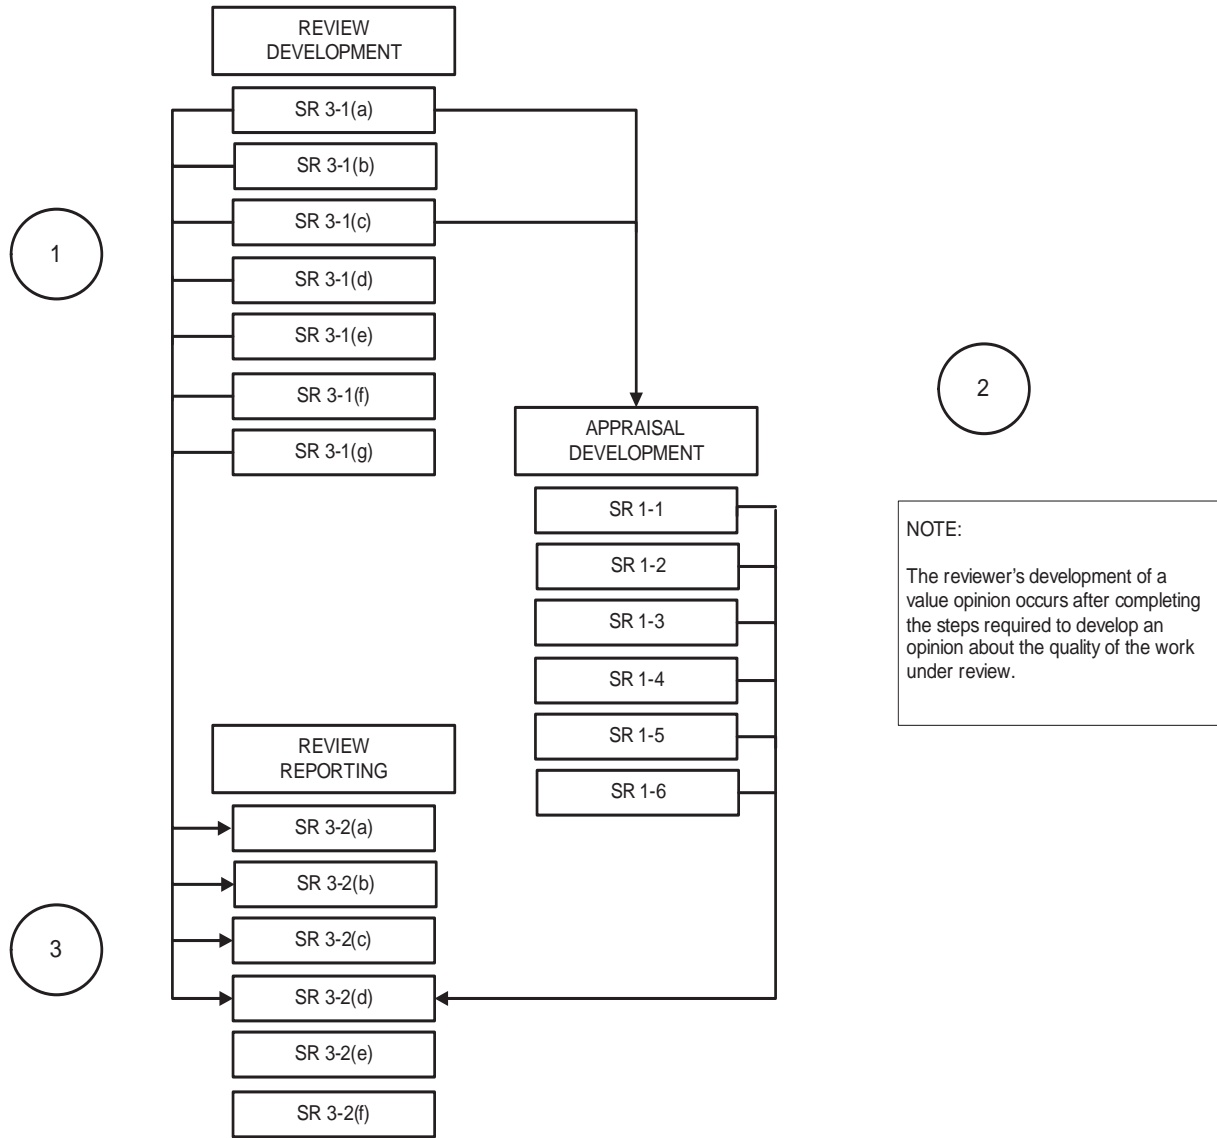 REVIEW
DEVELOPMENT
SR 3-1(a)
SR 3-1(b)
SR 3-1(c)
SR 3-1(d)
SR 3-1(e)
SR 3-1(f)
SR 3-1(g)
1
2
APPRAISAL
DEVELOPMENT
SR 1-1
SR 1-2
SR 1-3
SR 1-4
SR 1-5
SR 1-6
NOTE:
The reviewer's development of a
value opinion occurs after completing
the steps required to develop an
opinion about the quality of the work
under review.
REVIEW
REPORTING
SR 3-2(a)
SR 3-2(b)
SR 3-2(c)
SR 3-2(d)
SR 3-2(e)
SR 3-2(f)
3